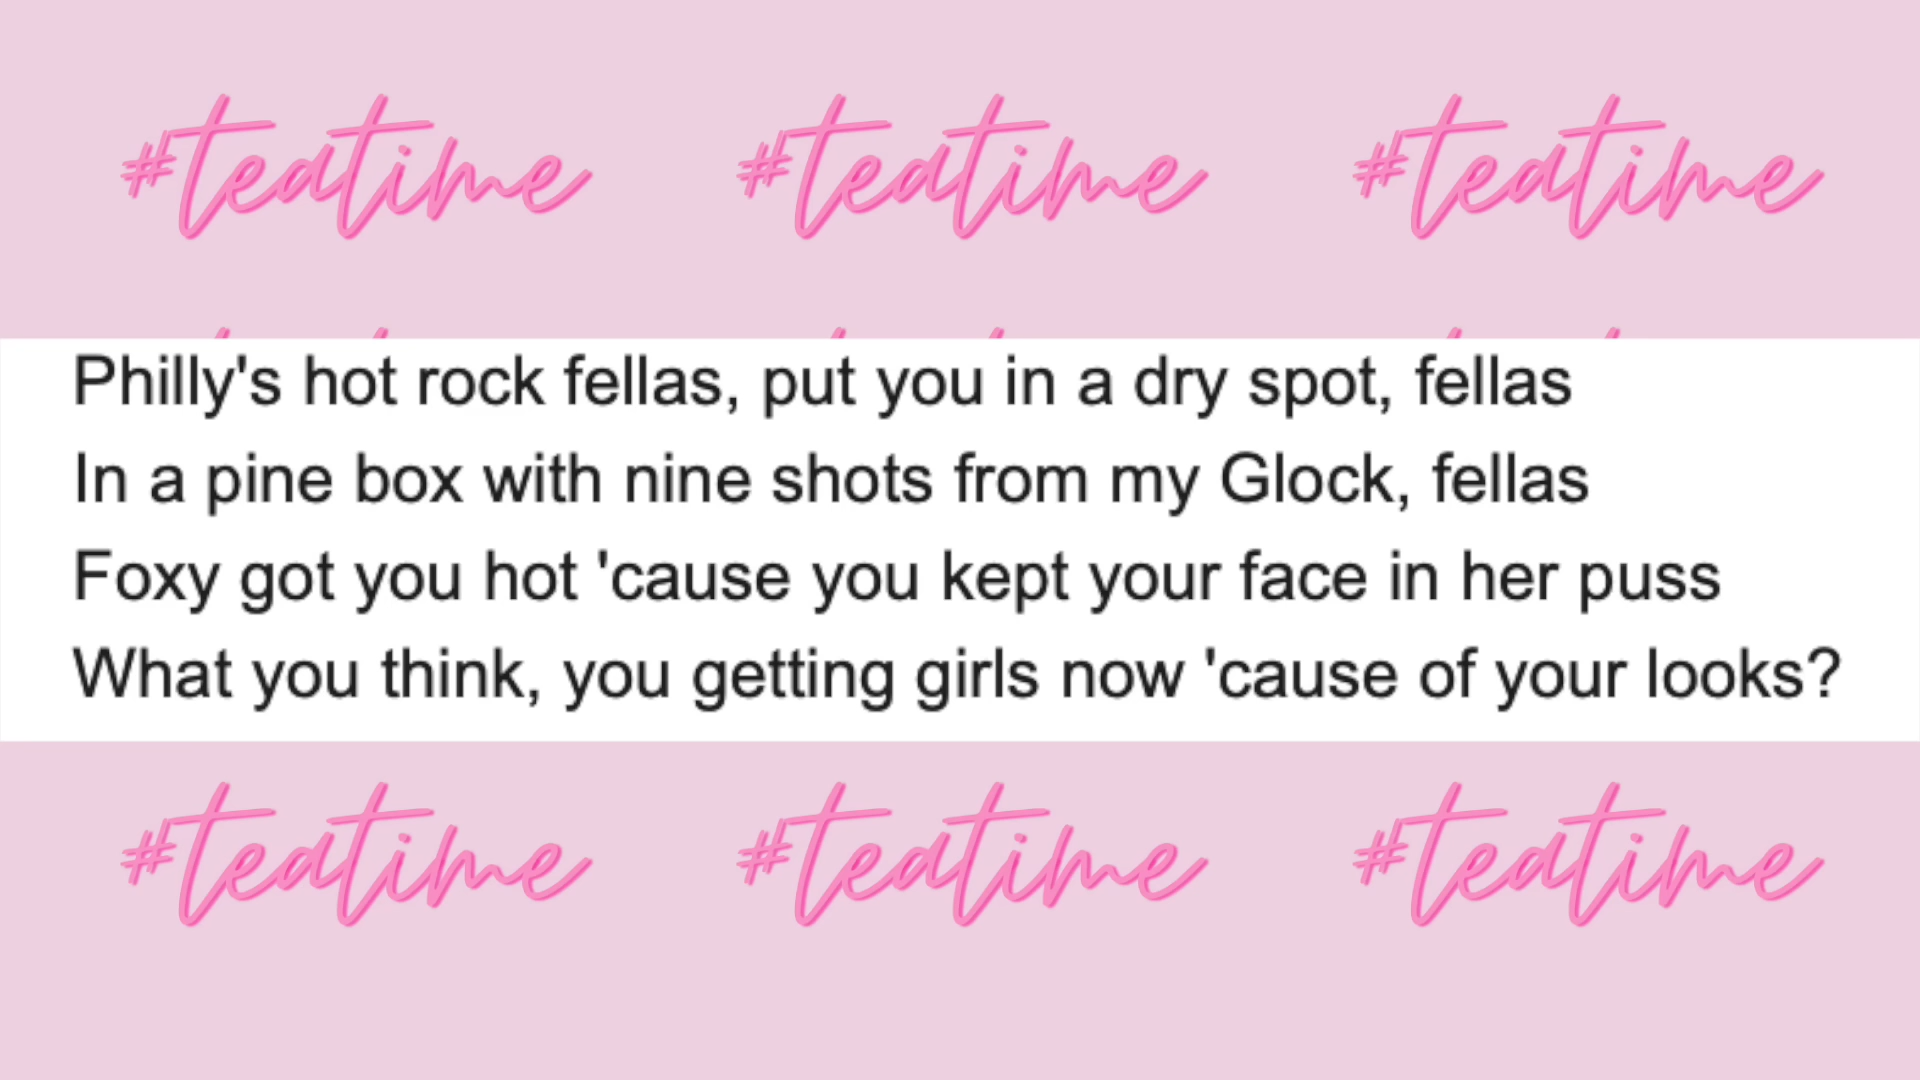 #teatime #teatime #teatime
Philly's hot rock fellas, put you in a dry spot, fellas
In a pine box with nine shots from my Glock, fellas
Foxy got you hot 'cause you kept your face in her puss
What you think, you getting girls now 'cause of your looks?
#teatime #teatime #teatime